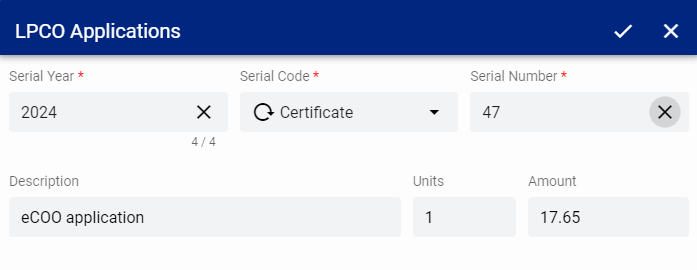 LPCO Applications
Serial Year * Serial Code * Serial Number *
2024 Certificate 47
4 / 4
Description Units Amount
eCOO application 1 17.65